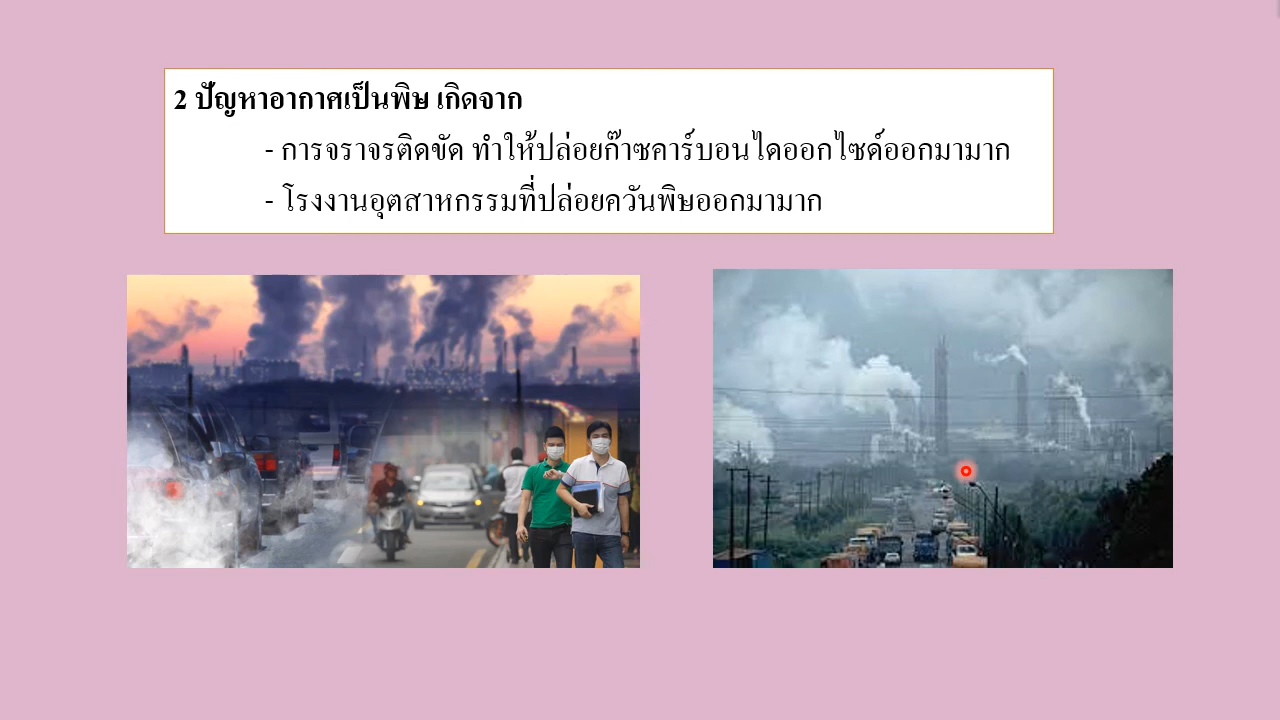 2 ปัญหาอากาศเป็นพิษ เกิดจาก
- การจราจรติดขัด ทำให้ปล่อยก๊าซคาร์บอนไดออกไซด์ออกมามาก
- โรงงานอุตสาหกรรมที่ปล่อยควันพิษออกมามาก